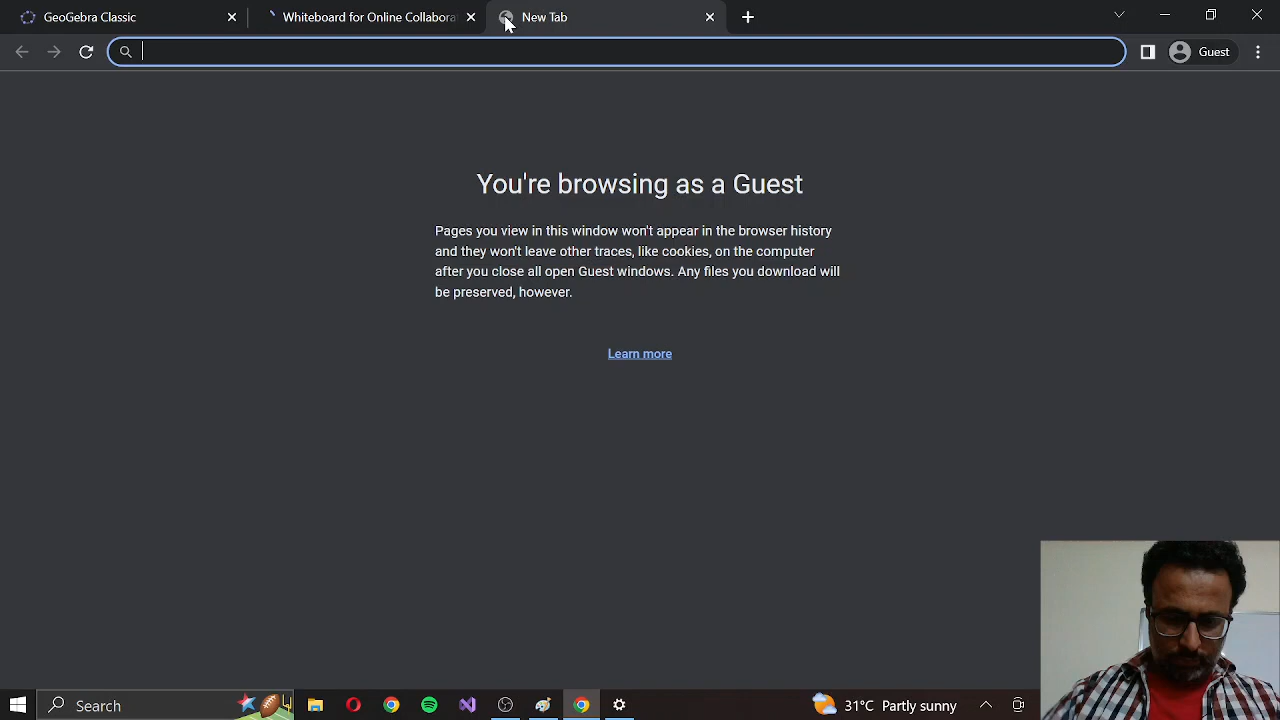 GeoGebra Classic
Whiteboard for Online Collabora
New Tab
Guest
You're browsing as a Guest
Pages you view in this window won't appear in the browser history
and they won't leave other traces, like cookies, on the computer
after you close all open Guest windows. Any files you download will
be preserved, however.
Learn more
Search
31°C Partly sunny